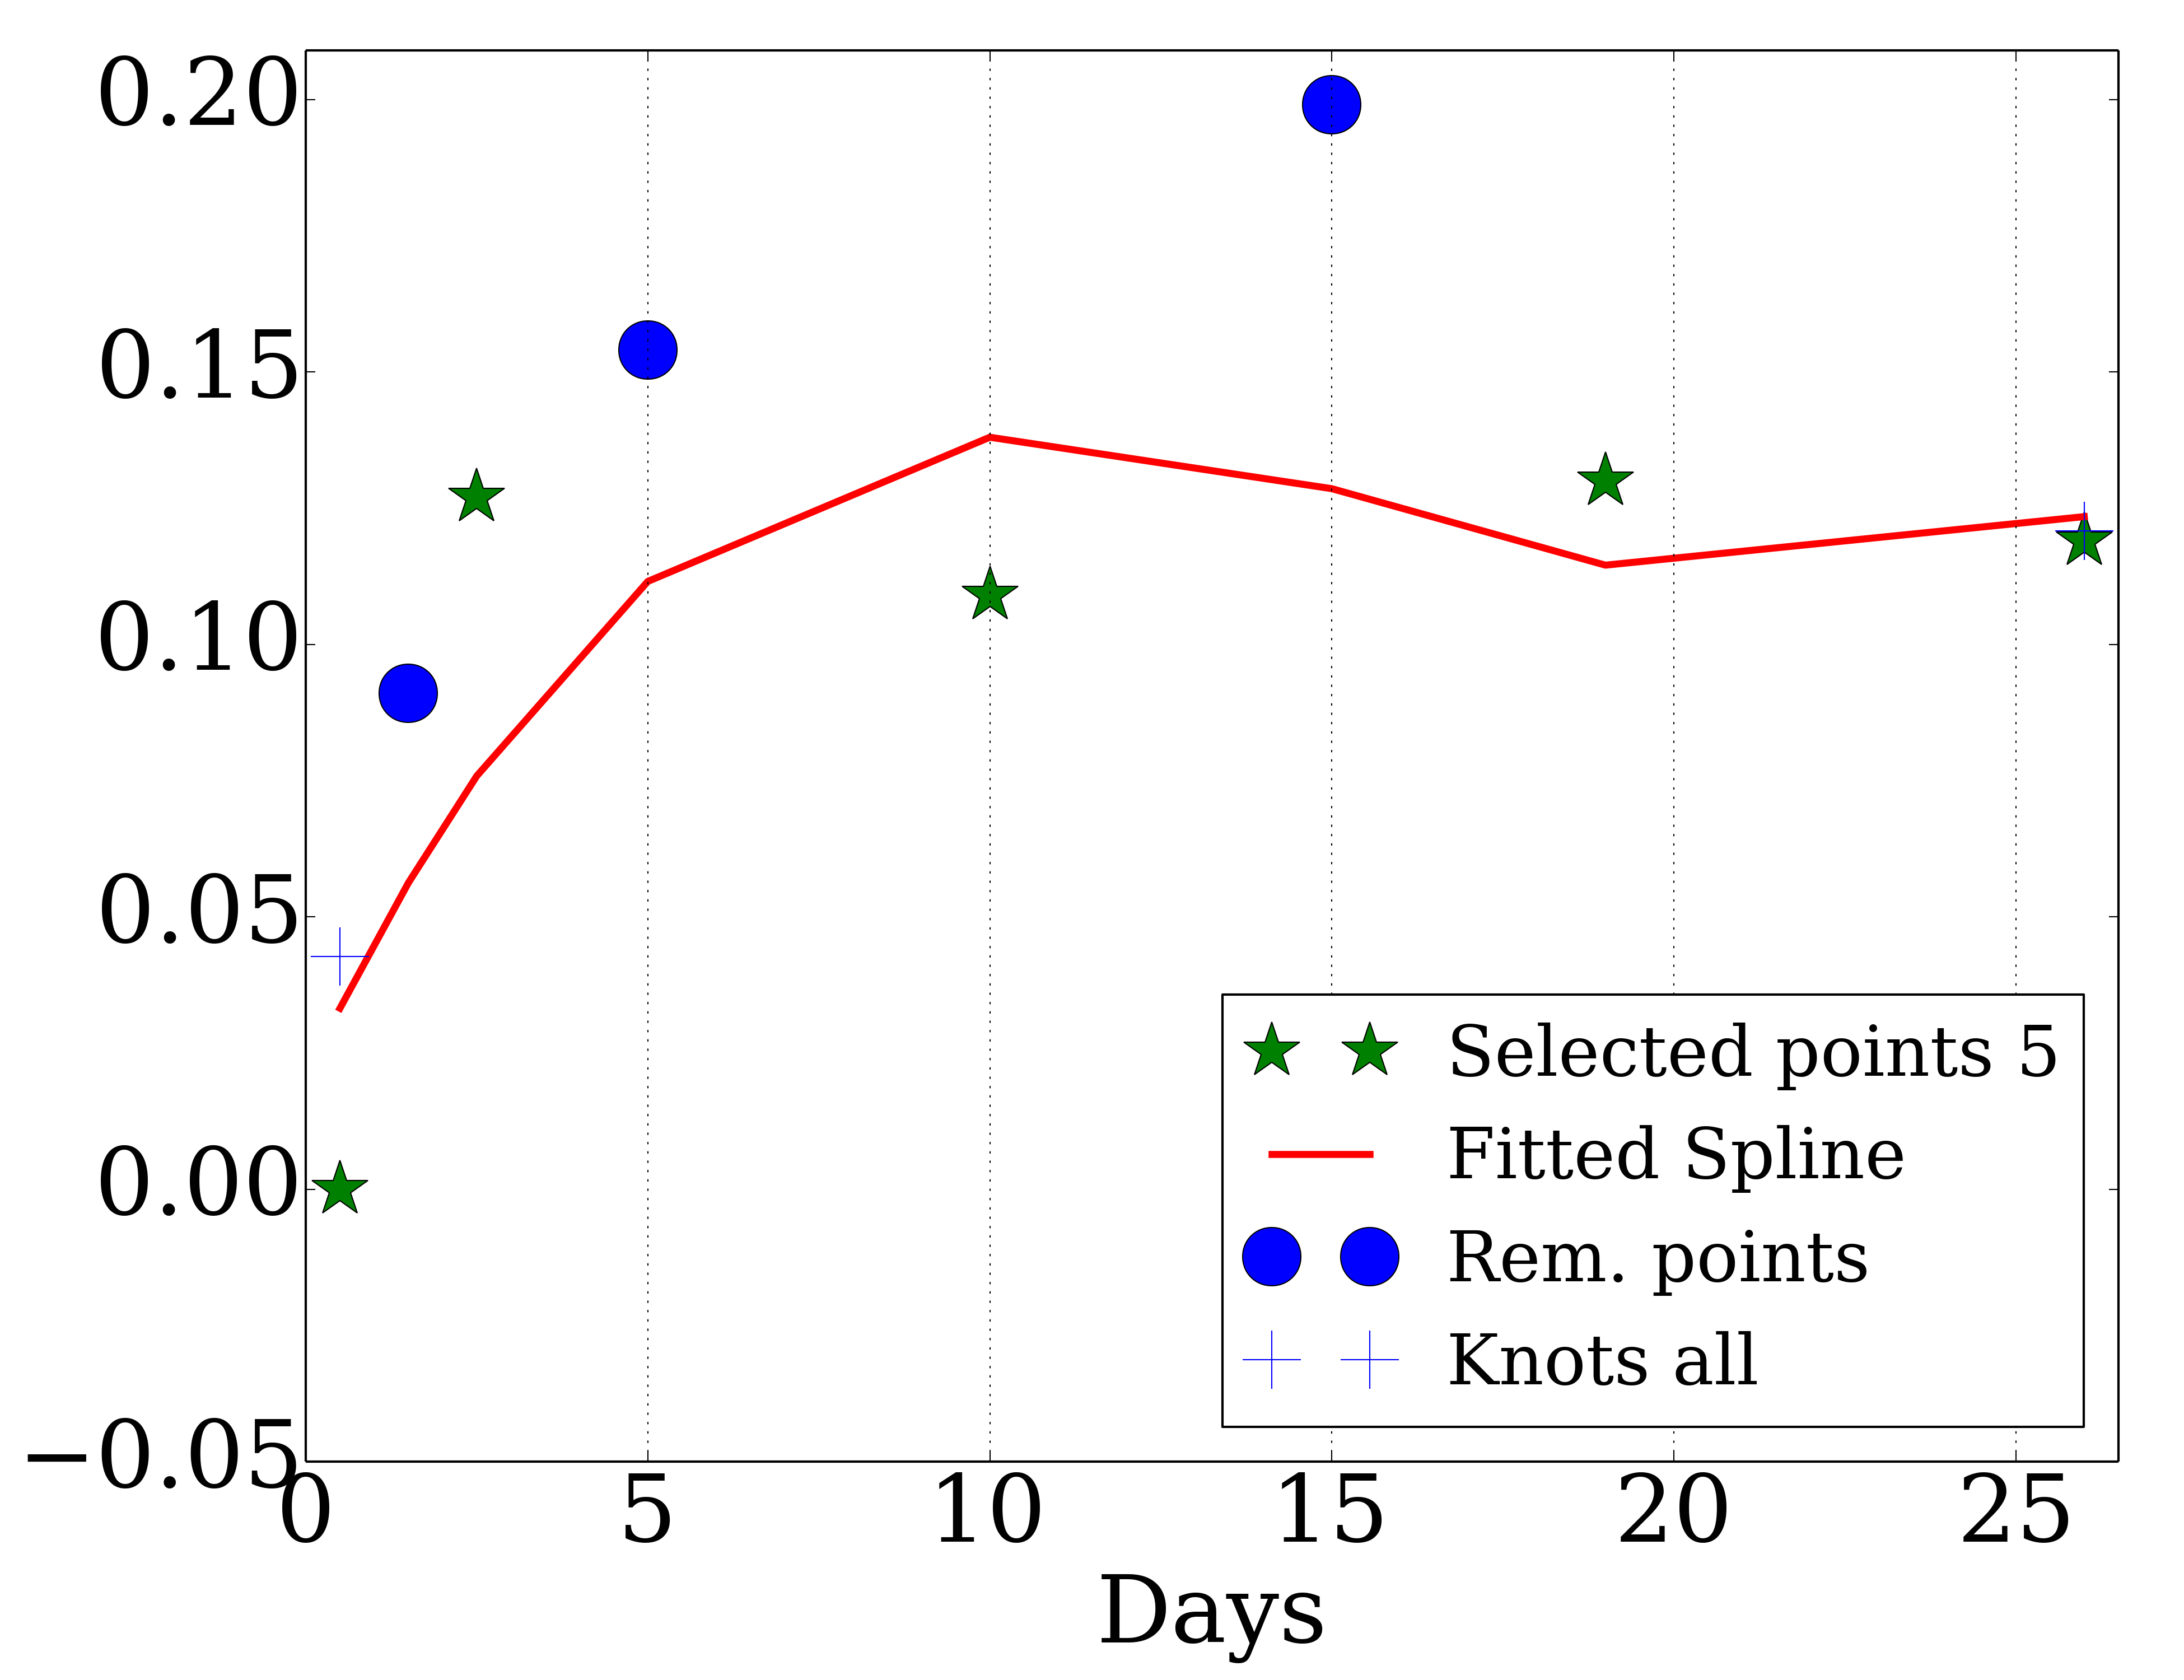 0.20
0.15
0.10
0.05
0.00
−0.05
0 5 10 15 20 25
Days
Selected points 5
Fitted Spline
Rem. points
Knots all